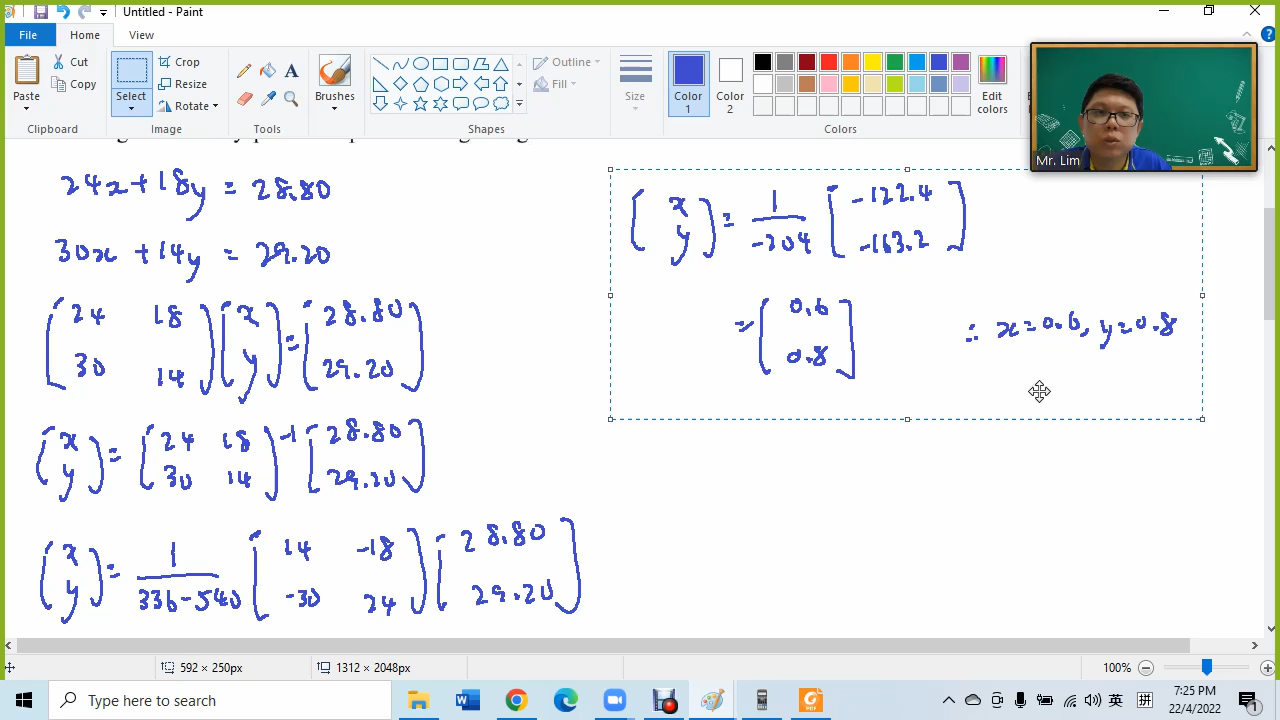 Untitled - Paint
File Home View
Cut
Copy
Paste
Clipboard
Select
Crop
Resize
Rotate
Image
Tools
Brushes
Shapes
Outline
Fill
Size
Color 1
Color 2
Edit colors
Colors
Mr. Lim
24x+18y = 28.80
30x +14y = 29.20
[24 18
30 14] [x
y] = [28.80
29.20]
(x
y) = [24 18
30 14]-1 [28.80
29.20]
(x
y) = 1
336-540 [14 -18
-30 24] [28.80
29.20]
(x
y) = 1
-204 [-122.4
-163.2]
= [0.6
0.8]
∴ x=0.6, y=0.8
592 × 250px
1312 × 2048px
100%
Type here to search
英
拼
7:25 PM
22/4/2022
1